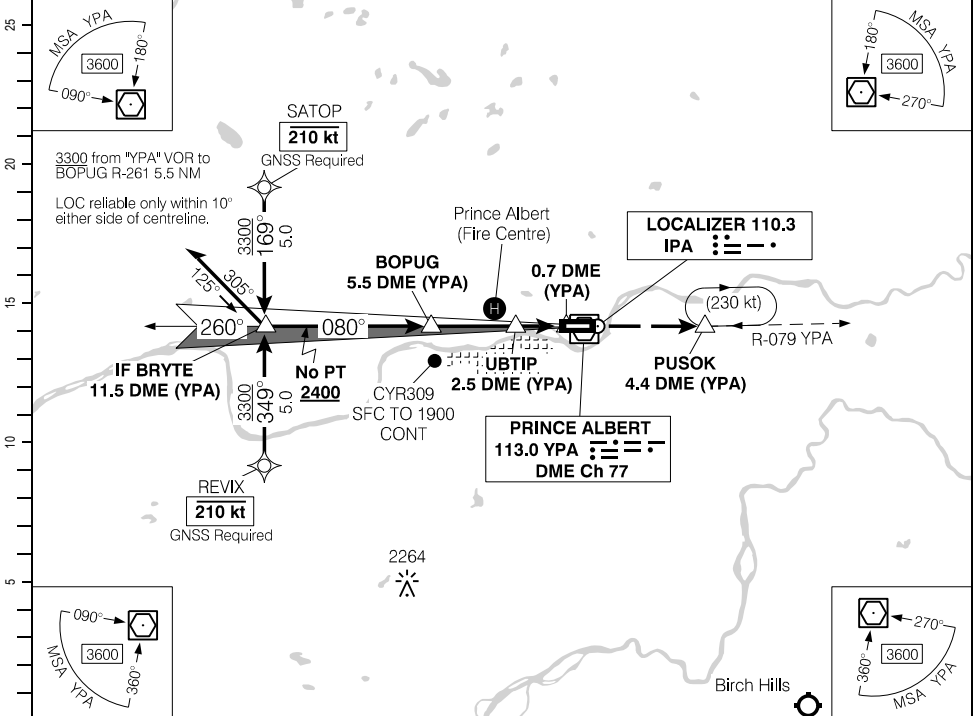 25
20
15
10
5
MSA YPA
3600
180°
090°
MSA YPA
3600
180°
270°
3300 from "YPA" VOR to
BOPUG R-261 5.5 NM
LOC reliable only within 10°
either side of centreline.
SATOP
210 kt
GNSS Required
3300
169°
5.0
Prince Albert
(Fire Centre)
H
LOCALIZER 110.3
IPA
BOPUG
5.5 DME (YPA)
0.7 DME
(YPA)
305°
125°
260°
080°
(230 kt)
R-079 YPA
IF BRYTE
11.5 DME (YPA)
No PT
2400
UBTIP
2.5 DME (YPA)
PUSOK
4.4 DME (YPA)
CYR309
SFC TO 1900
CONT
3300
349°
5.0
PRINCE ALBERT
113.0 YPA
DME Ch 77
REVIX
210 kt
GNSS Required
2264
090°
3600
360°
MSA YPA
270°
3600
360°
MSA YPA
Birch Hills